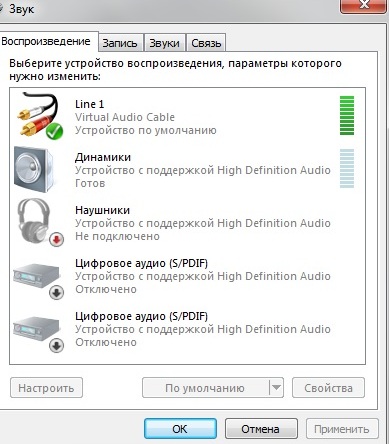 Звук
Воспроизведение Запись Звуки Связь
Выберите устройство воспроизведения, параметры которого
нужно изменить:
Line 1
Virtual Audio Cable
Устройство по умолчанию
Динамики
Устройство с поддержкой High Definition Audio
Готов
Наушники
Устройство с поддержкой High Definition Audio
Не подключено
Цифровое аудио (S/PDIF)
Устройство с поддержкой High Definition Audio
Отключено
Цифровое аудио (S/PDIF)
Устройство с поддержкой High Definition Audio
Отключено
Настроить По умолчанию Свойства
ОК Отмена Применить